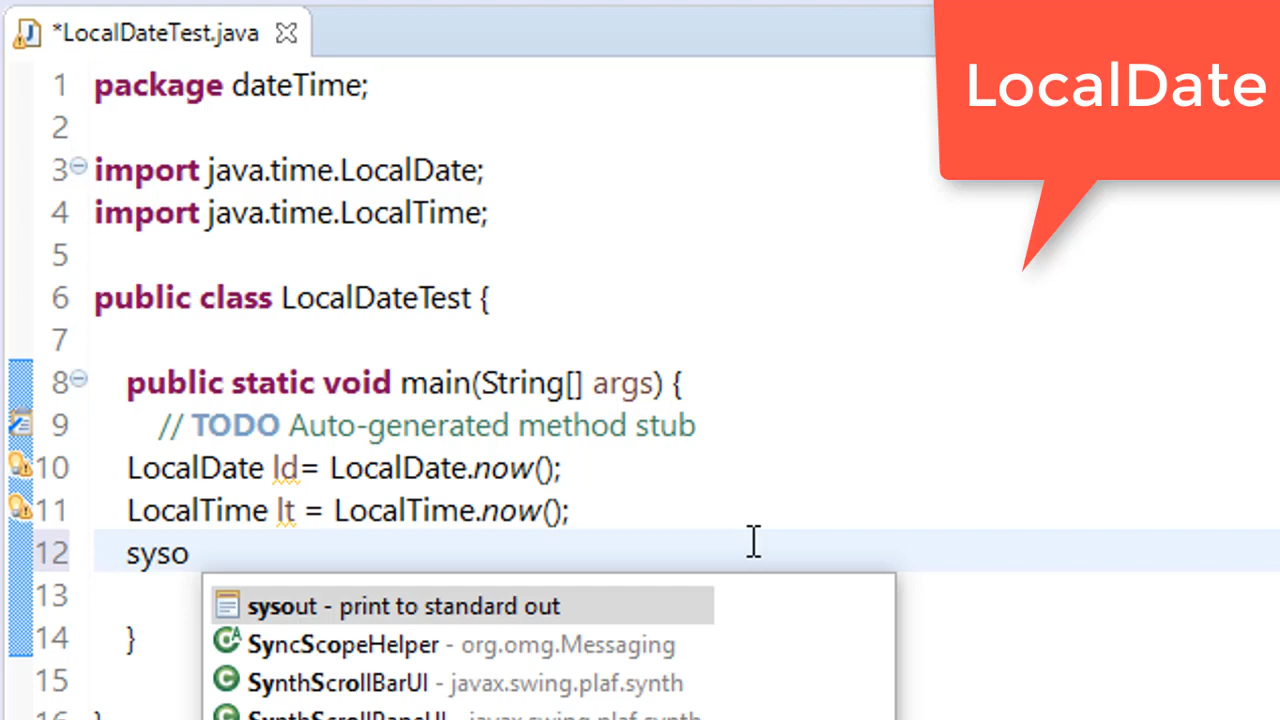 *LocalDateTest.java
LocalDate
1 package dateTime;
2
3 import java.time.LocalDate;
4 import java.time.LocalTime;
5
6 public class LocalDateTest {
7
8 public static void main(String[] args) {
9 // TODO Auto-generated method stub
10 LocalDate ld= LocalDate.now();
11 LocalTime lt = LocalTime.now();
12 syso
13
sysout - print to standard out
14 }
SyncScopeHelper - org.omg.Messaging
15
SynthScrollBarUI - javax.swing.plaf.synth